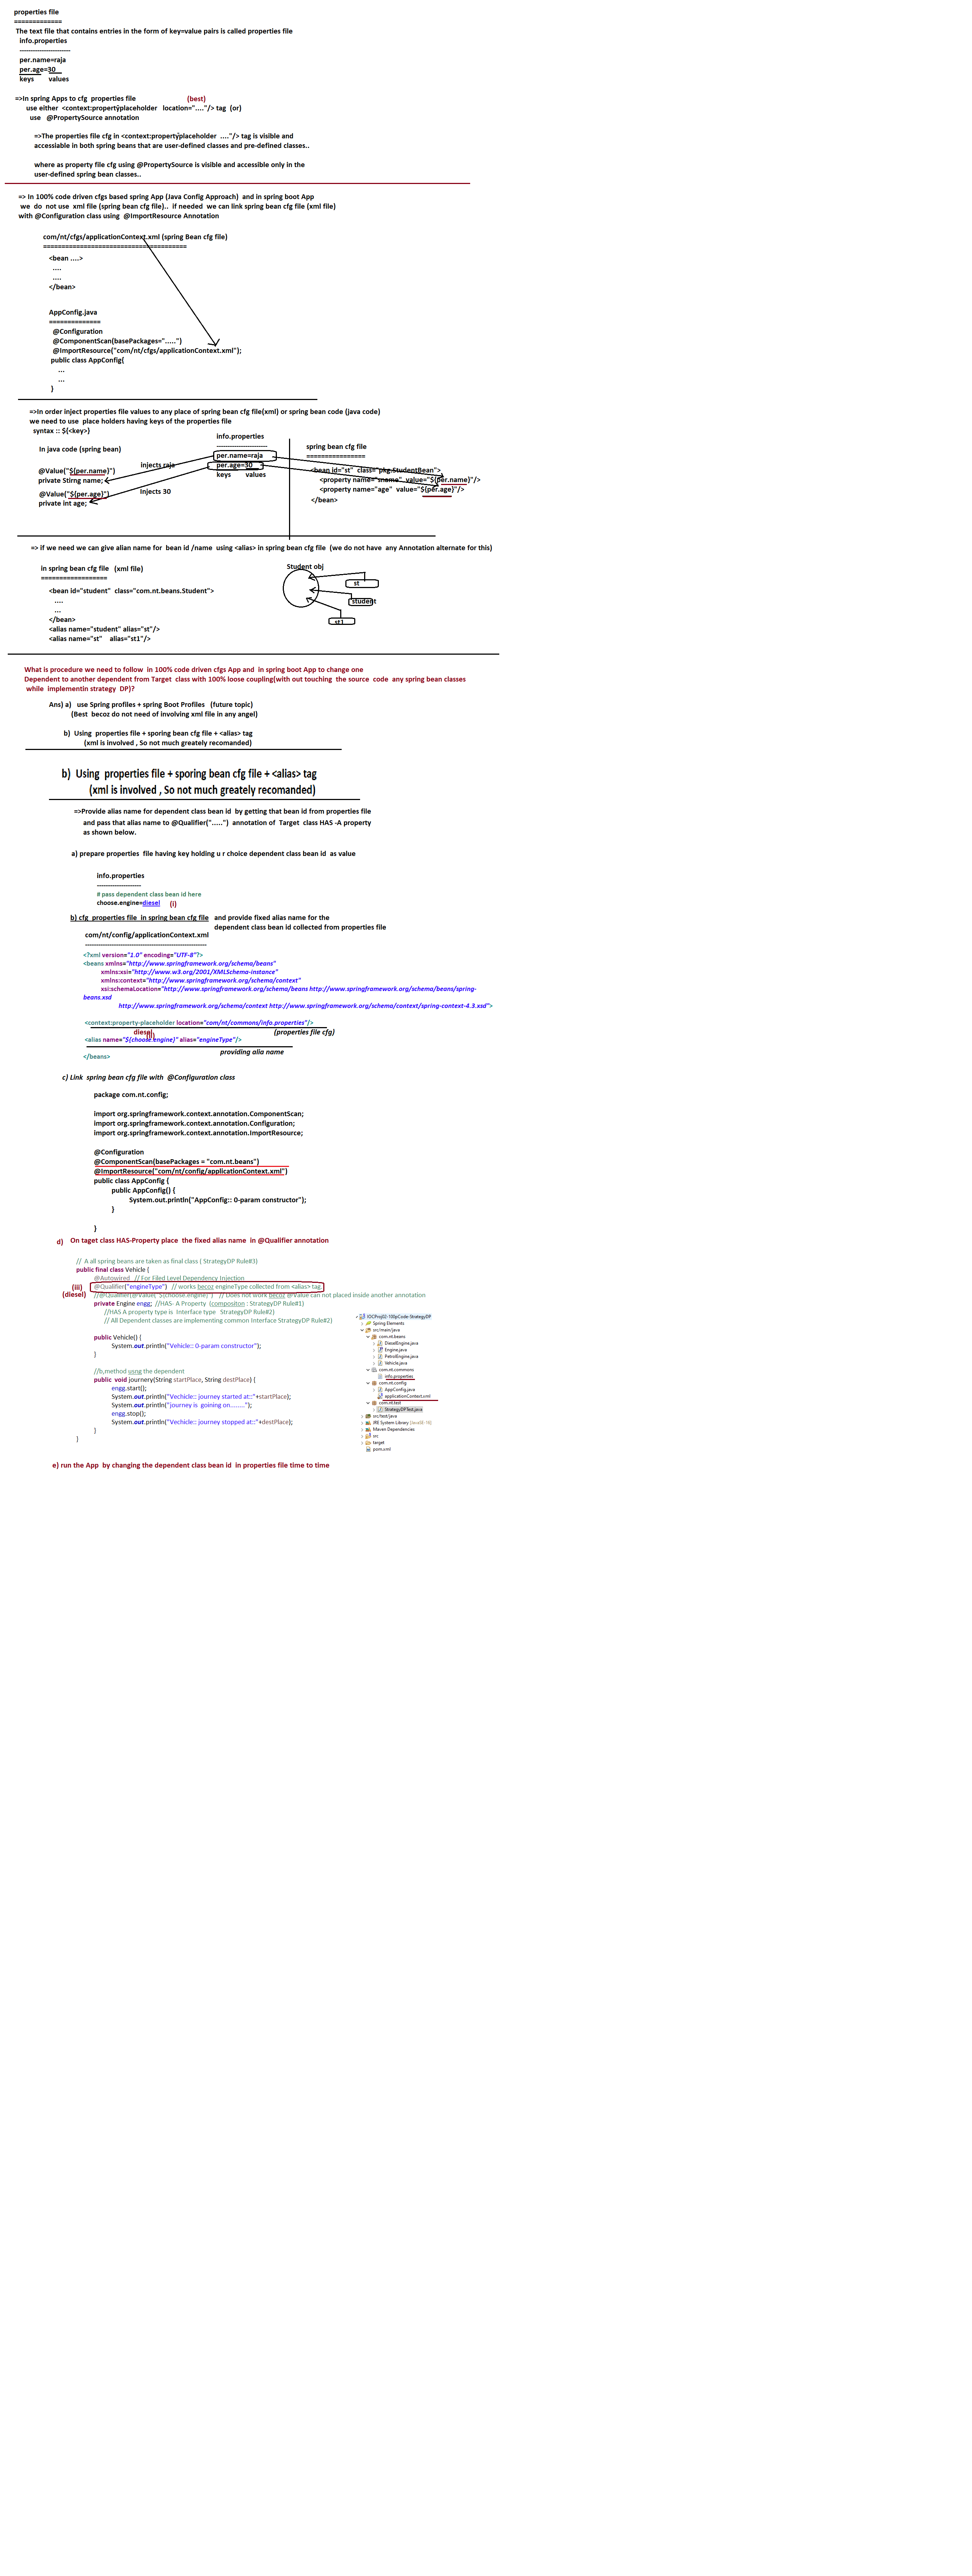 properties file
=============
The text file that contains entries in the form of key=value pairs is called properties file
info.properties
----------------------
per.name=raja
per.age=30
keys values
=>In spring Apps to cfg properties file (best)
use either <context:propertyplaceholder location="...."/> tag (or)
use @PropertySource annotation
=>The properties file cfg in <context:propertyplaceholder ...."/> tag is visible and
accessiable in both spring beans that are user-defined classes and pre-defined classes..
where as property file cfg using @PropertySource is visible and accessible only in the
user-defined spring bean classes..
=> In 100% code driven cfgs based spring App (Java Config Approach) and in spring boot App
we do not use xml file (spring bean cfg file).. if needed we can link spring bean cfg file (xml file)
with @Configuration class using @ImportResource Annotation
com/nt/cfgs/applicationContext.xml (spring Bean cfg file)
=======================================
<bean ....>
....
....
</bean>
AppConfig.java
==============
@Configuration
@ComponentScan(basePackages=".....")
@ImportResource("com/nt/cfgs/applicationContext.xml");
public class AppConfig{
...
...
}
=>In order inject properties file values to any place of spring bean cfg file(xml) or spring bean code (java code)
we need to use place holders having keys of the properties file
syntax :: ${<key>}
info.properties
----------------------
per.name=raja
per.age=30
keys values
In java code (spring bean)
@Value("${per.name}")
private Stirng name;
@Value("${per.age}")
private int age;
injects raja
injects 30
spring bean cfg file
================
<bean id="st" class="pkg.StudentBean">
<property name="sname" value="${per.name}"/>
<property name="age" value="${per.age}"/>
</bean>
=> if we need we can give alian name for bean id /name using <alias> in spring bean cfg file (we do not have any Annotation alternate for this)
in spring bean cfg file (xml file)
==================
<bean id="student" class="com.nt.beans.Student">
....
...
</bean>
<alias name="student" alias="st"/>
<alias name="st" alias="st1"/>
Student obj
st
student
st1
What is procedure we need to follow in 100% code driven cfgs App and in spring boot App to change one
Dependent to another dependent from Target class with 100% loose coupling(with out touching the source code any spring bean classes
while implementin strategy DP)?
Ans) a) use Spring profiles + spring Boot Profiles (future topic)
(Best becoz do not need of involving xml file in any angel)
b) Using properties file + spring bean cfg file + <alias> tag
(xml is involved , So not much greately recomanded)
b) Using properties file + sporing bean cfg file + <alias> tag
(xml is involved , So not much greately recomanded)
=>Provide alias name for dependent class bean id by getting that bean id from properties file
and pass that alias name to @Qualifier(".....") annotation of Target class HAS -A property
as shown below.
a) prepare properties file having key holding u r choice dependent class bean id as value
info.properties
--------------------
# pass dependent class bean id here
choose.engine=diesel (i)
b) cfg properties file in spring bean cfg file and provide fixed alias name for the
dependent class bean id collected from properties file
com/nt/config/applicationContext.xml
----------------------------------------------------
<?xml version="1.0" encoding="UTF-8"?>
<beans xmlns="http://www.springframework.org/schema/beans"
xmlns:xsi="http://www.w3.org/2001/XMLSchema-instance"
xmlns:context="http://www.springframework.org/schema/context"
xsi:schemaLocation="http://www.springframework.org/schema/beans http://www.springframework.org/schema/beans/spring-
beans.xsd
http://www.springframework.org/schema/context http://www.springframework.org/schema/context/spring-context-4.3.xsd">
<context:property-placeholder location="com/nt/commons/info.properties"/>
diesel (ii) (properties file cfg)
<alias name="${choose.engine}" alias="engineType"/>
providing alia name
</beans>
c) Link spring bean cfg file with @Configuration class
package com.nt.config;
import org.springframework.context.annotation.ComponentScan;
import org.springframework.context.annotation.Configuration;
import org.springframework.context.annotation.ImportResource;
@Configuration
@ComponentScan(basePackages = "com.nt.beans")
@ImportResource("com/nt/config/applicationContext.xml")
public class AppConfig {
public AppConfig() {
System.out.println("AppConfig:: 0-param constructor");
}
}
d) On taget class HAS-Property place the fixed alias name in @Qualifier annotation
// A all spring beans are taken as final class ( StrategyDP Rule#3)
public final class Vehicle {
@Autowired // For Filed Level Dependency Injection
(iii) @Qualifier("engineType") // works becoz engineType collected from <alias> tag.
(diesel) //@Qualifier(@Value("${choose.engine}") // Does not work becoz @Value can not placed inside another annotation
private Engine engg; //HAS- A Property (compositon : StrategyDP Rule#1)
//HAS A property type is Interface type StrategyDP Rule#2)
// All Dependent classes are implementing common Interface StrategyDP Rule#2)
public Vehicle() {
System.out.println("Vehicle:: 0-param constructor");
}
//b.method using the dependent
public void journery(String startPlace, String destPlace) {
engg.start();
System.out.println("Vechicle:: journey started at::"+startPlace);
System.out.println("journey is goining on........");
engg.stop();
System.out.println("Vechicle:: journey stopped at::"+destPlace);
}
}
IOCProj02-100pCode-StrategyDP
Spring Elements
src/main/java
com.nt.beans
DieselEngine.java
Engine.java
PetrolEngine.java
Vehicle.java
com.nt.commons
info.properties
com.nt.config
AppConfig.java
applicationContext.xml
com.nt.test
StrategyDPTest.java
src/test/java
JRE System Library [JavaSE-16]
Maven Dependencies
src
target
pom.xml
e) run the App by changing the dependent class bean id in properties file time to time